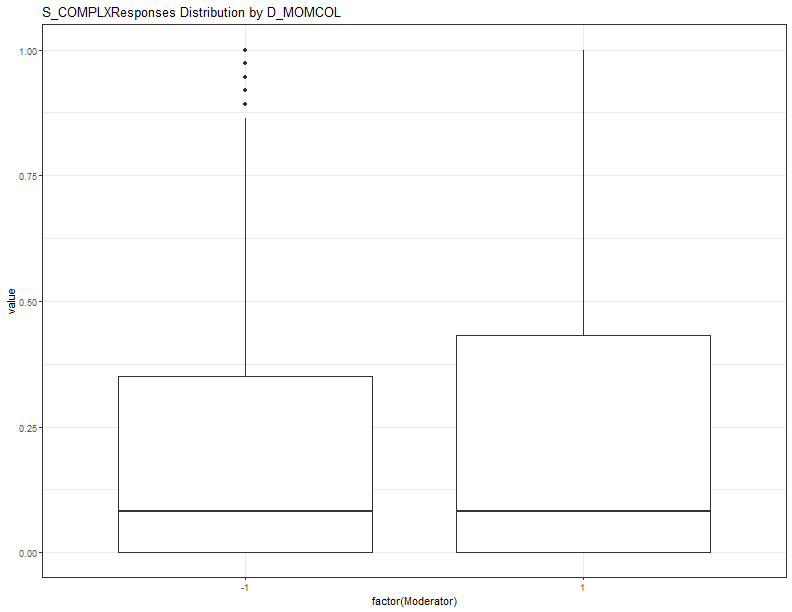 S_COMPLXResponses Distribution by D_MOMCOL
1.00
0.75
0.50
0.25
0.00
value
-1
1
factor(Moderator)